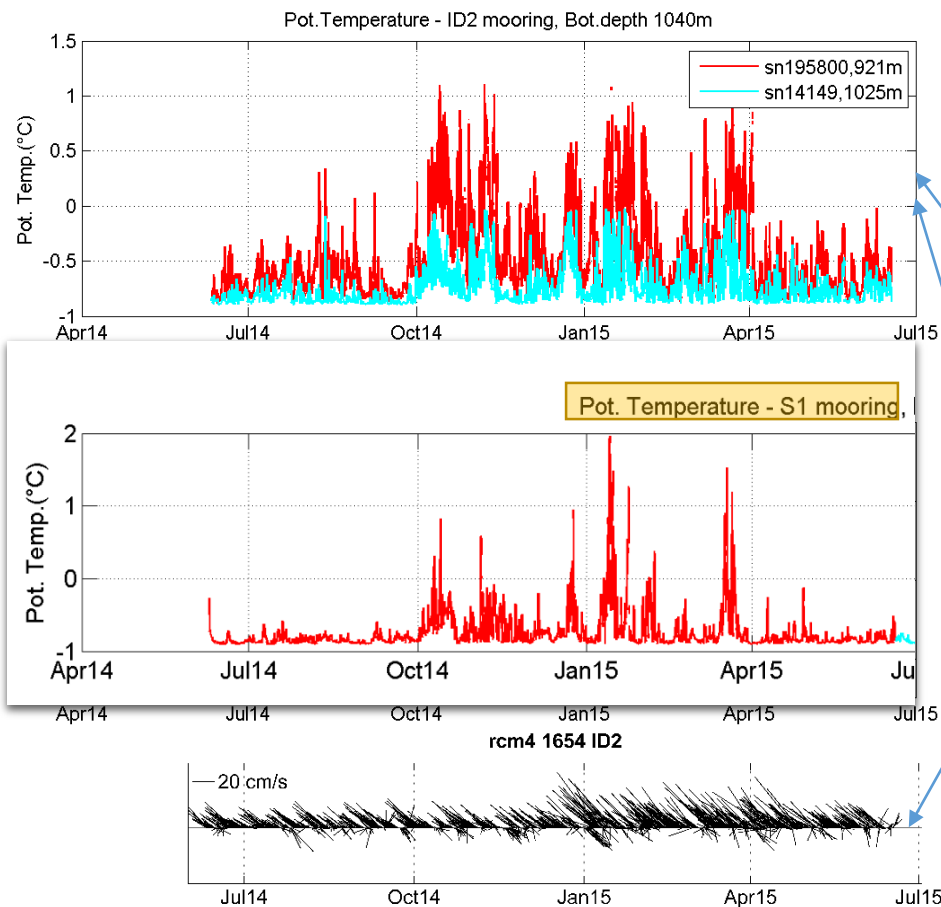 Pot.Temperature - ID2 mooring, Bot.depth 1040m
1.5
1
0.5
0
-0.5
-1
Pot. Temp.(°C)
sn195800,921m
sn14149,1025m
Apr14 Jul14 Oct14 Jan15 Apr15 Jul15
Pot. Temperature - S1 mooring,
2
1
0
-1
Pot. Temp.(°C)
Apr14 Jul14 Oct14 Jan15 Apr15 Ju
Apr14 Jul14 Oct14 Jan15 Apr15 Jul15
rcm4 1654 ID2
20 cm/s
Jul14 Oct14 Jan15 Apr15 Jul15